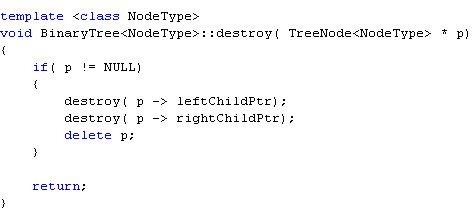 template <class NodeType>
void BinaryTree<NodeType>::destroy( TreeNode<NodeType> * p)
{
    if( p != NULL)
    {
        destroy( p -> leftChildPtr);
        destroy( p -> rightChildPtr);
        delete p;
    }

    return;
}